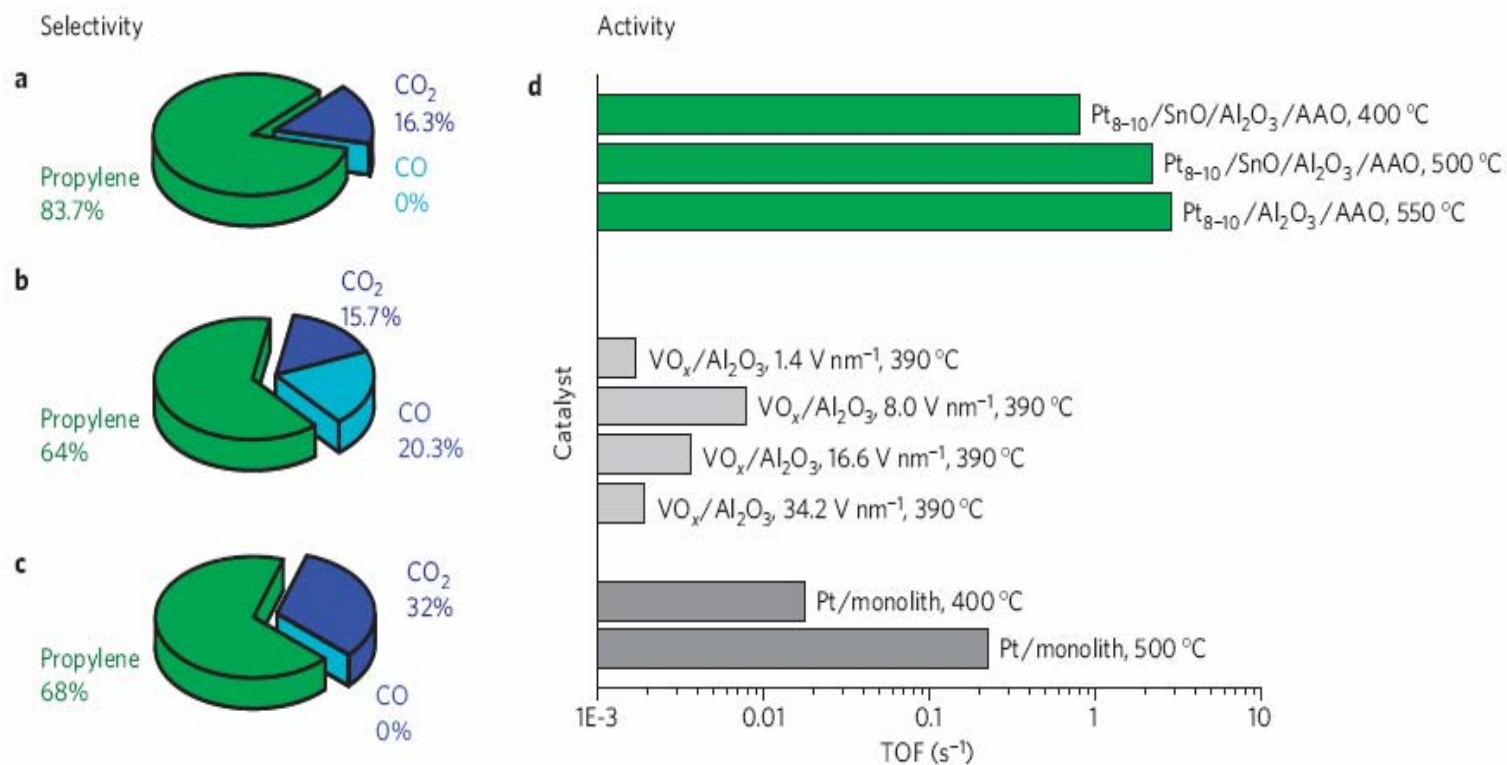 Selectivity
a
CO₂
16.3%
CO
0%
Propylene
83.7%
b
CO₂
15.7%
Propylene
64%
CO
20.3%
c
CO₂
32%
Propylene
68%
CO
0%
Activity
d
Pt₈₋₁₀/SnO/Al₂O₃/AAO, 400 °C
Pt₈₋₁₀/SnO/Al₂O₃/AAO, 500 °C
Pt₈₋₁₀/Al₂O₃/AAO, 550 °C
VOₓ/Al₂O₃, 1.4 V nm⁻¹, 390 °C
VOₓ/Al₂O₃, 8.0 V nm⁻¹, 390 °C
VOₓ/Al₂O₃, 16.6 V nm⁻¹, 390 °C
VOₓ/Al₂O₃, 34.2 V nm⁻¹, 390 °C
Pt/monolith, 400 °C
Pt/monolith, 500 °C
Catalyst
1E-3 0.01 0.1 1 10
TOF (s⁻¹)